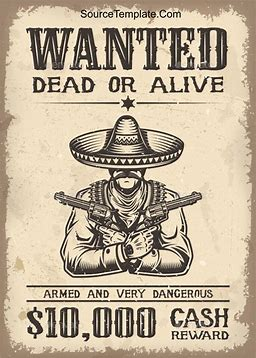 SourceTemplate.Com
WANTED
DEAD OR ALIVE
ARMED AND VERY DANGEROUS
$10,000 CASH
REWARD